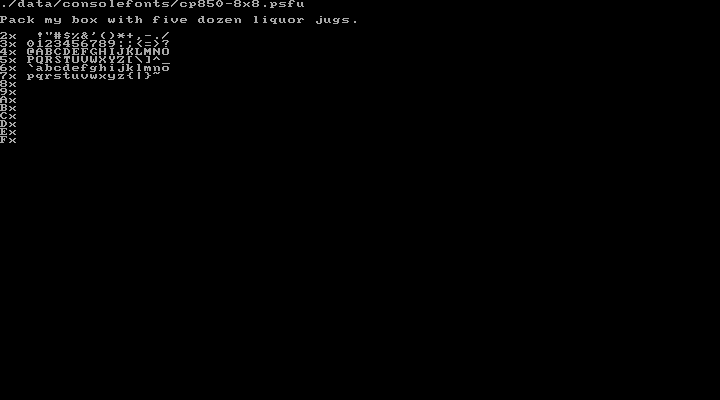 ./data/consolefonts/cp850-8x8.psfu
Pack my box with five dozen liquor jugs.
2x   !"#$%&'()*+,-./
3x  0123456789:;<=>?
4x  @ABCDEFGHIJKLMNO
5x  PQRSTUVWXYZ[\]^_
6x  `abcdefghijklmno
7x  pqrstuvwxyz{|}~
8x
9x
Ax
Bx
Cx
Dx
Ex
Fx